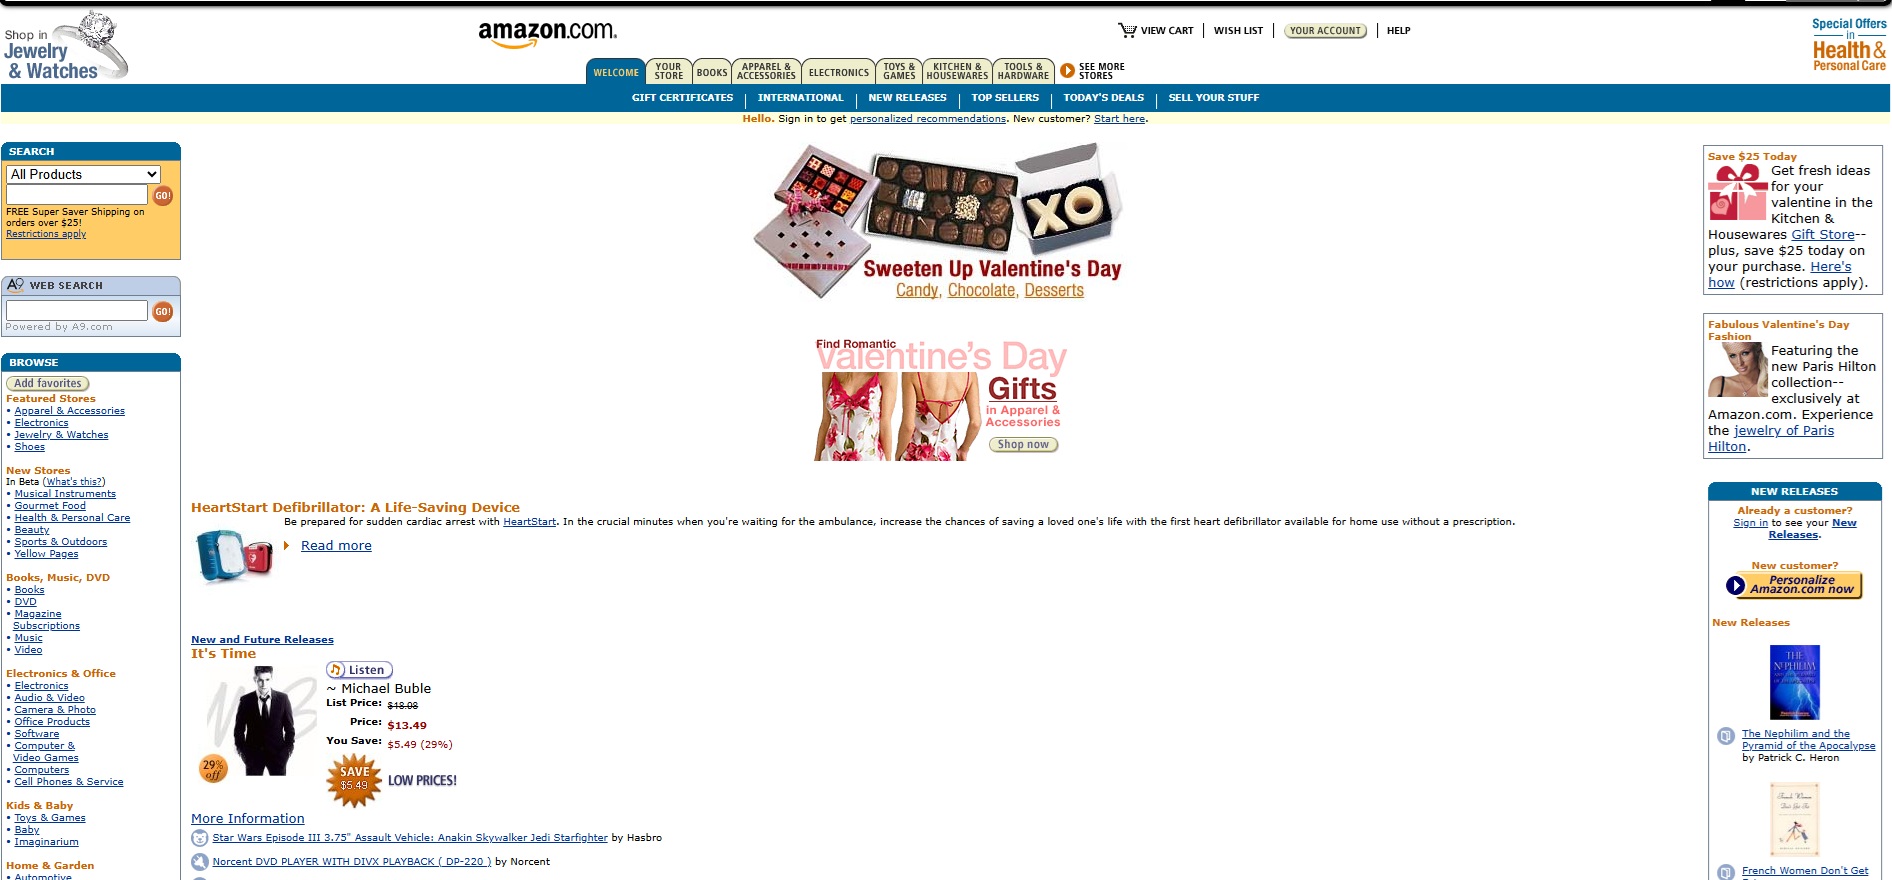 Shop in
Jewelry
& Watches
amazon.com.
VIEW CART
WISH LIST
YOUR ACCOUNT
HELP
Special Offers
in
Health &
Personal Care
WELCOME
YOUR
STORE
BOOKS
APPAREL &
ACCESSORIES
ELECTRONICS
TOYS &
GAMES
KITCHEN &
HOUSEWARES
TOOLS &
HARDWARE
SEE MORE
STORES
GIFT CERTIFICATES
INTERNATIONAL
NEW RELEASES
TOP SELLERS
TODAY'S DEALS
SELL YOUR STUFF
Hello. Sign in to get personalized recommendations. New customer? Start here.
SEARCH
All Products
GO!
FREE Super Saver Shipping on
orders over $25!
Restrictions apply
A9 WEB SEARCH
GO!
Powered by A9.com
BROWSE
Add favorites
Featured Stores
• Apparel & Accessories
• Electronics
• Jewelry & Watches
• Shoes
New Stores
In Beta (What's this?)
• Musical Instruments
• Gourmet Food
• Health & Personal Care
• Beauty
• Sports & Outdoors
• Yellow Pages
Books, Music, DVD
• Books
• DVD
• Magazine
Subscriptions
• Music
• Video
Electronics & Office
• Electronics
• Audio & Video
• Camera & Photo
• Office Products
• Software
• Computer &
Video Games
• Computers
• Cell Phones & Service
Kids & Baby
• Toys & Games
• Baby
• Imaginarium
Home & Garden
• Automotive
XO
Sweeten Up Valentine's Day
Candy, Chocolate, Desserts
Find Romantic
Valentine's Day
Gifts
in Apparel &
Accessories
Shop now
HeartStart Defibrillator: A Life-Saving Device
Be prepared for sudden cardiac arrest with HeartStart. In the crucial minutes when you're waiting for the ambulance, increase the chances of saving a loved one's life with the first heart defibrillator available for home use without a prescription.
Read more
New and Future Releases
It's Time
Listen
~ Michael Buble
List Price: $18.98
Price: $13.49
You Save: $5.49 (29%)
29%
off
SAVE
$5.49
LOW PRICES!
More Information
Star Wars Episode III 3.75" Assault Vehicle: Anakin Skywalker Jedi Starfighter by Hasbro
Norcent DVD PLAYER WITH DIVX PLAYBACK ( DP-220 ) by Norcent
Save $25 Today
Get fresh ideas
for your
valentine in the
Kitchen &
Housewares Gift Store--
plus, save $25 today on
your purchase. Here's
how (restrictions apply).
Fabulous Valentine's Day
Fashion
Featuring the
new Paris Hilton
collection--
exclusively at
Amazon.com. Experience
the jewelry of Paris
Hilton.
NEW RELEASES
Already a customer?
Sign in to see your New
Releases.
New customer?
Personalize
Amazon.com now
New Releases
THE
NEPHILIM
The Nephilim and the
Pyramid of the Apocalypse
by Patrick C. Heron
French Women
Don't Get Fat
French Women Don't Get